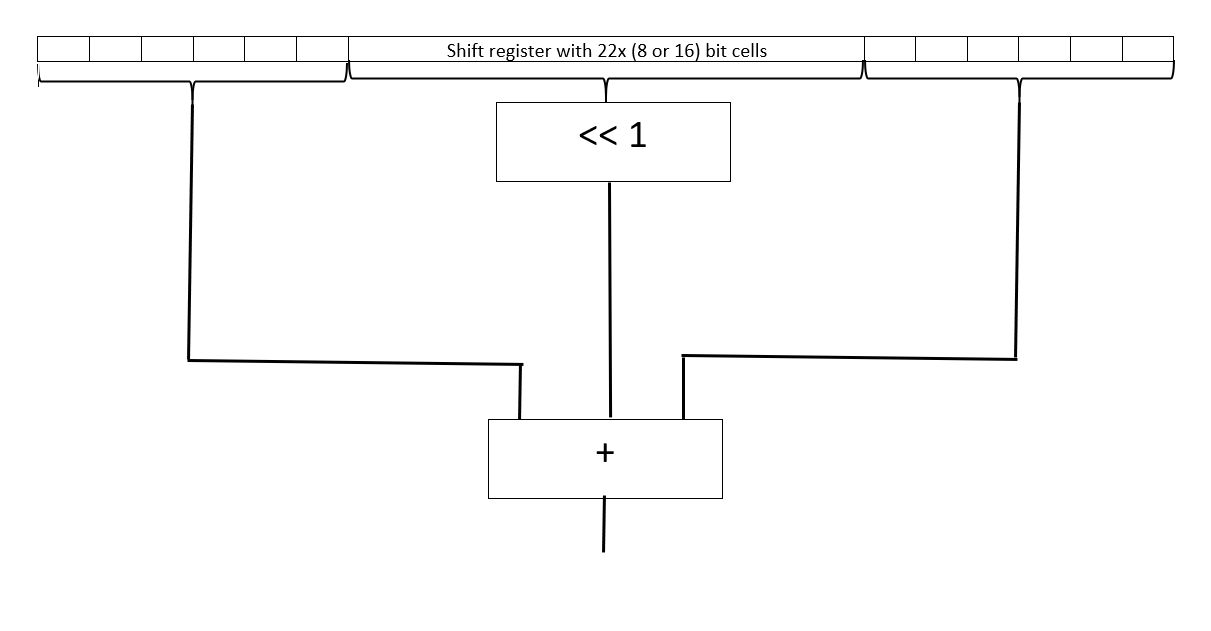 Shift register with 22x (8 or 16) bit cells
<< 1
+